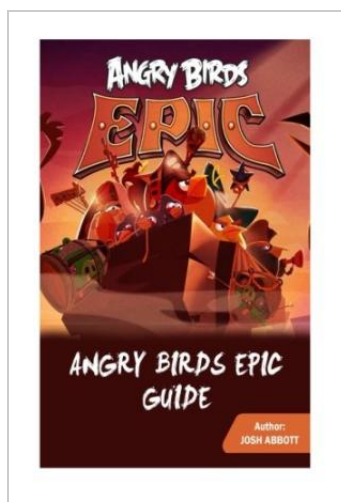 ANGRY BIRDS
EPIC
ANGRY BIRDS EPIC
GUIDE
Author:
JOSH ABBOTT